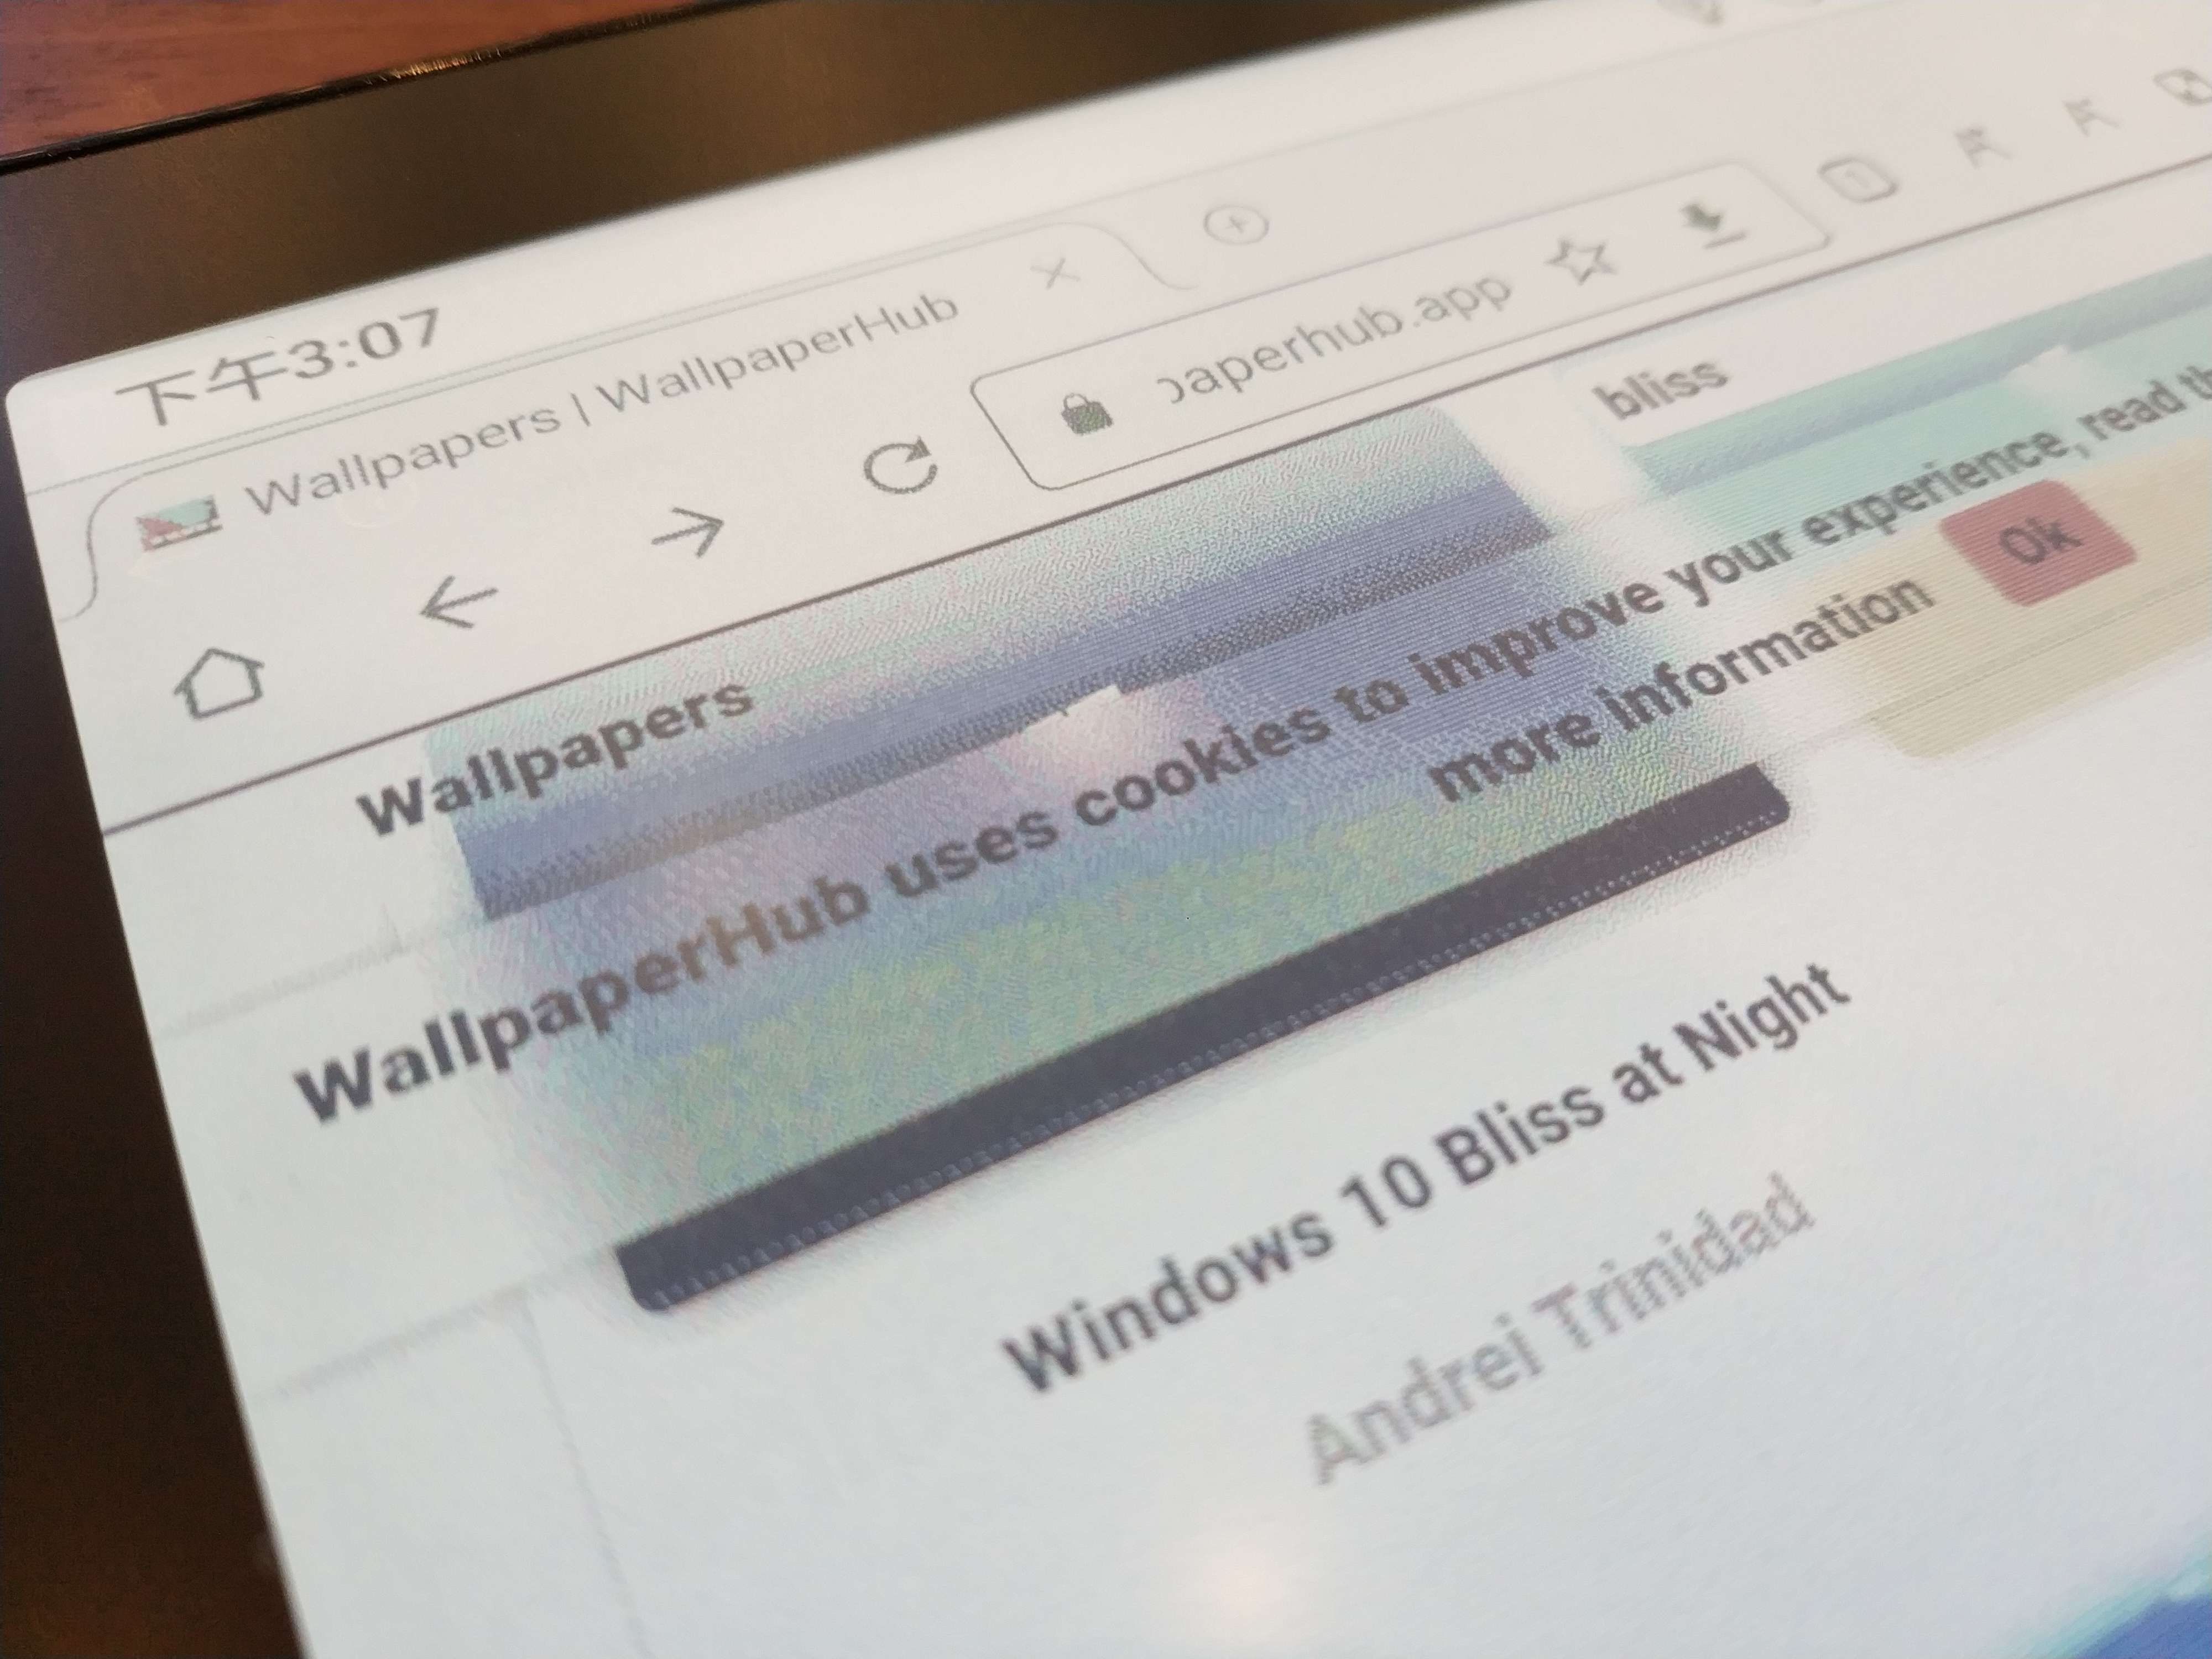 下午3:07
Wallpapers | WallpaperHub
paperhub.app
1
Wallpapers
bliss
WallpaperHub uses cookies to improve your experience, read
more information
Ok
Windows 10 Bliss at Night
Andrei Trinidad